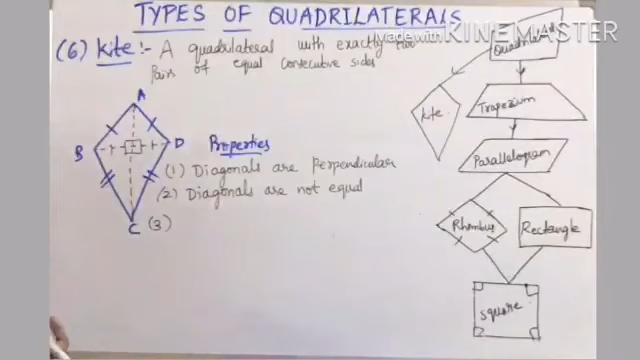 TYPES OF QUADRILATERALS
Made with KINEMASTER
(6) Kite :- A quadrilateral with exactly two
Pairs of equal consecutive sides
A
B
D
C
Properties
(1) Diagonals are Perpendicular
(2) Diagonals are not equal
(3)
Quadrilateral
Kite
Trapezium
Parallelogram
Rhombus
Rectangle
Square